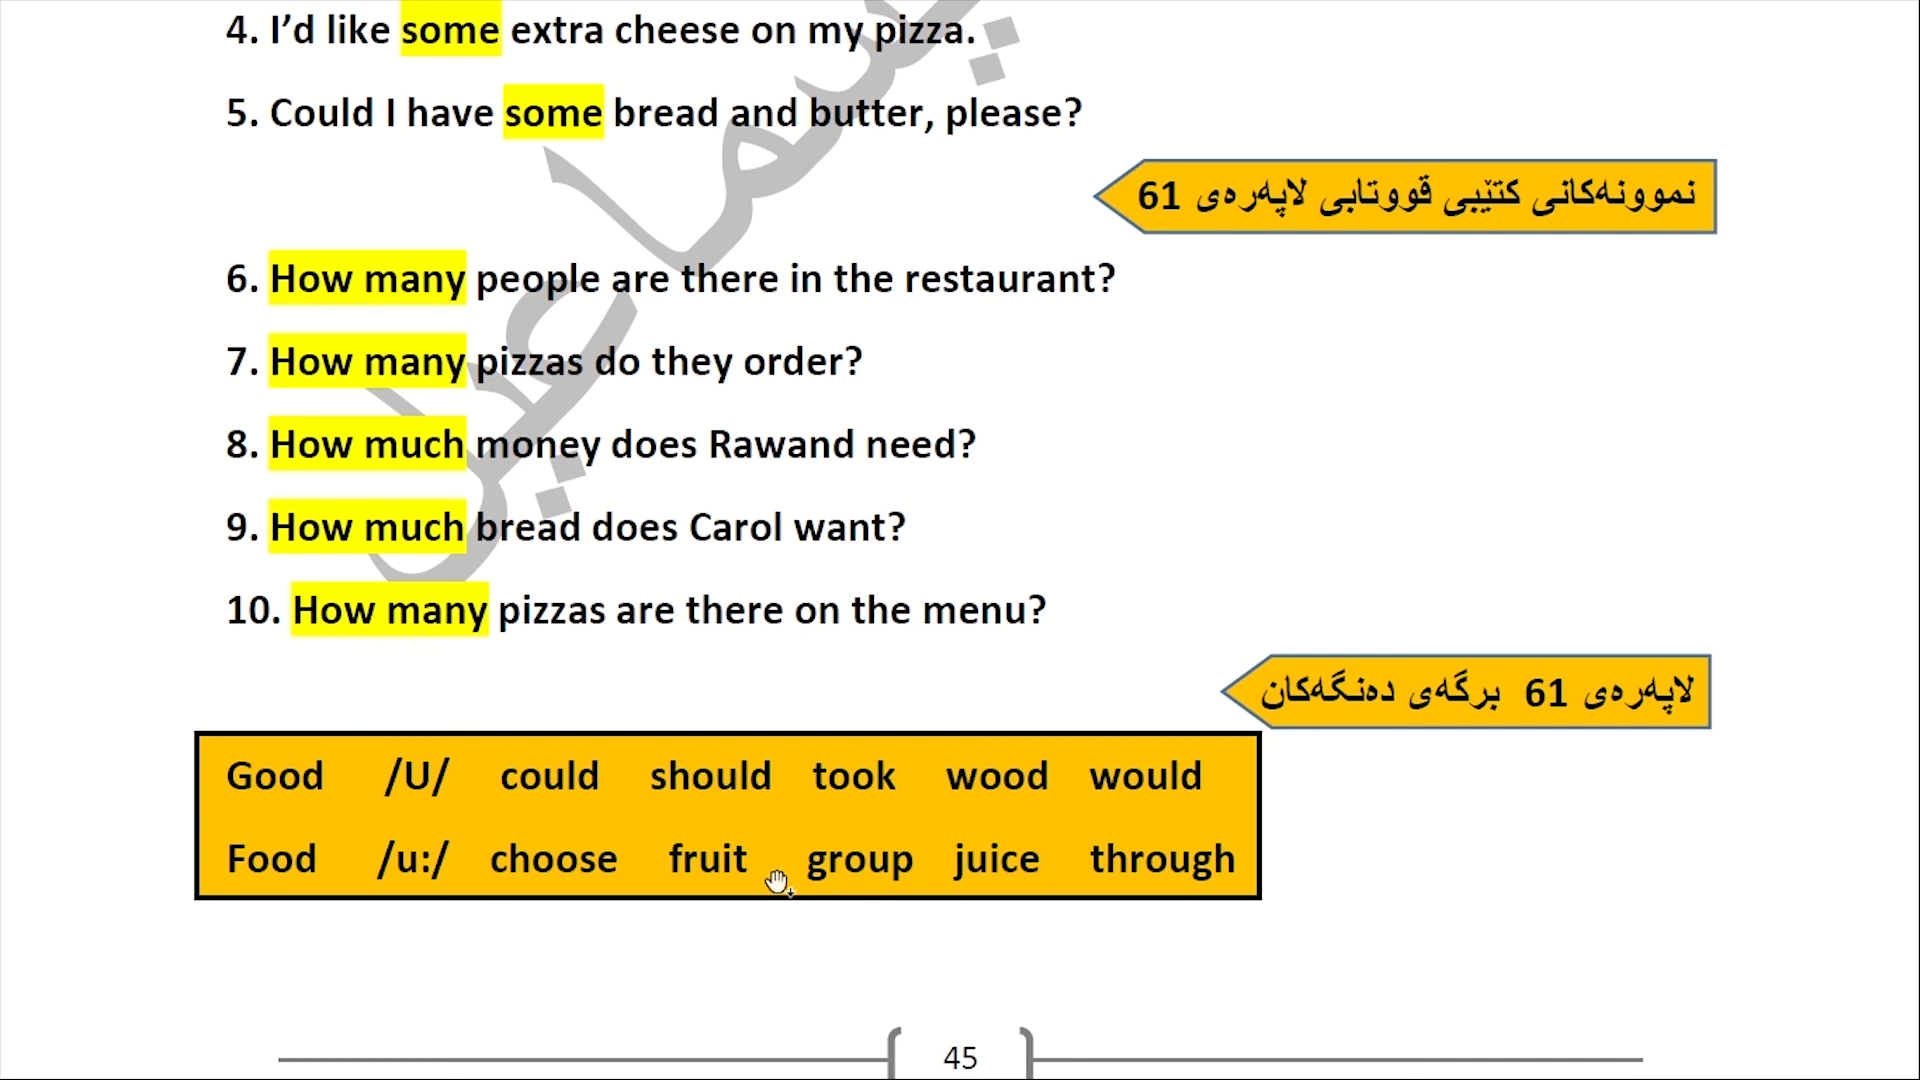 4. I’d like some extra cheese on my pizza.
5. Could I have some bread and butter, please?
نموونەکانی کتێبی قووتابی لاپەرەی 61
6. How many people are there in the restaurant?
7. How many pizzas do they order?
8. How much money does Rawand need?
9. How much bread does Carol want?
10. How many pizzas are there on the menu?
لاپەرەی 61 برگەی دەنگەکان
Good /U/ could should took wood would
Food /u:/ choose fruit group juice through
45